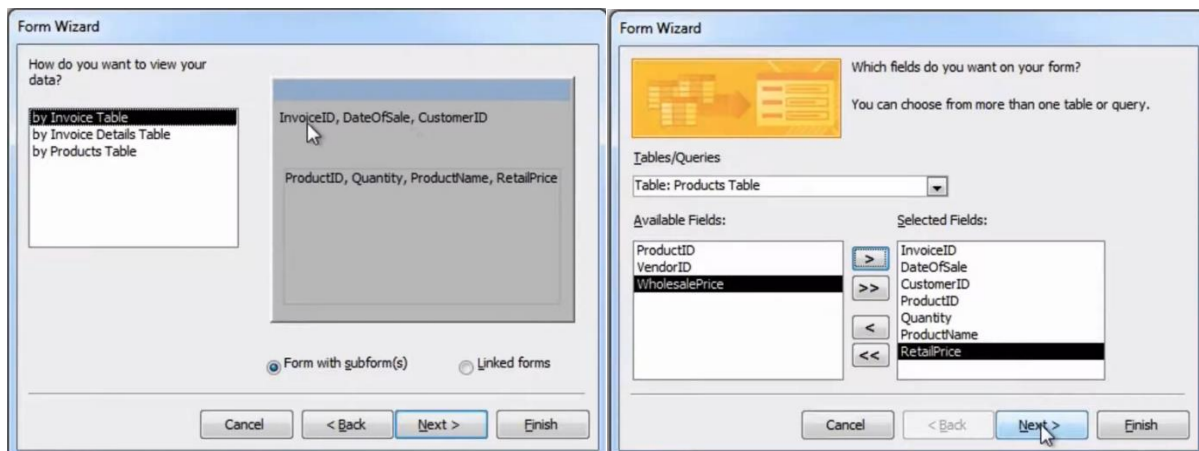 Form Wizard
How do you want to view your
data?
by Invoice Table
by Invoice Details Table
by Products Table
InvoiceID, DateOfSale, CustomerID
ProductID, Quantity, ProductName, RetailPrice
Form with subform(s)
Linked forms
Cancel
< Back
Next >
Finish
Form Wizard
Which fields do you want on your form?
You can choose from more than one table or query.
Tables/Queries
Table: Products Table
Available Fields:
ProductID
VendorID
WholesalePrice
>
>>
<
<<
Selected Fields:
InvoiceID
DateOfSale
CustomerID
ProductID
Quantity
ProductName
RetailPrice
Cancel
< Back
Next >
Finish